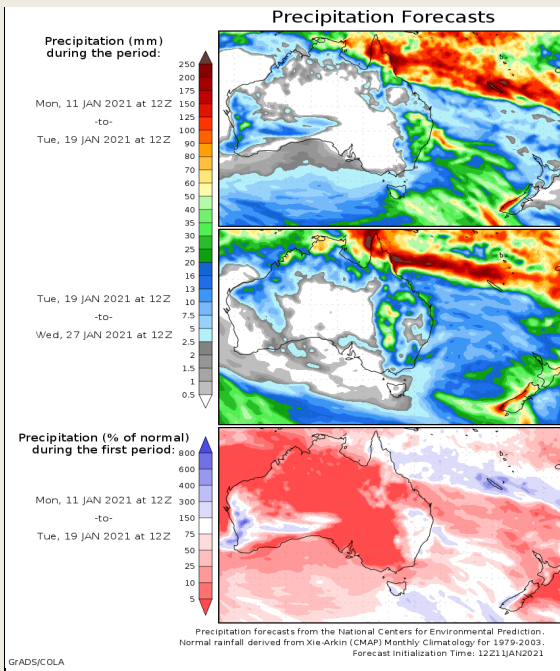 Precipitation Forecasts
Precipitation (mm)
during the period:
Mon, 11 JAN 2021 at 12Z
-to-
Tue, 19 JAN 2021 at 12Z
250
200
175
150
125
100
90
80
70
60
50
40
35
30
25
20
16
13
10
7.5
5
2.5
2
1.5
1
0.5
Tue, 19 JAN 2021 at 12Z
-to-
Wed, 27 JAN 2021 at 12Z
Precipitation (% of normal)
during the first period:
Mon, 11 JAN 2021 at 12Z
-to-
Tue, 19 JAN 2021 at 12Z
800
600
400
300
150
75
50
25
10
5
Precipitation forecasts from the National Centers for Environmental Prediction.
Normal rainfall derived from Xie-Arkin (CMAP) Monthly Climatology for 1979-2003.
Forecast Initialization Time: 12Z11JAN2021
GrADS/COLA